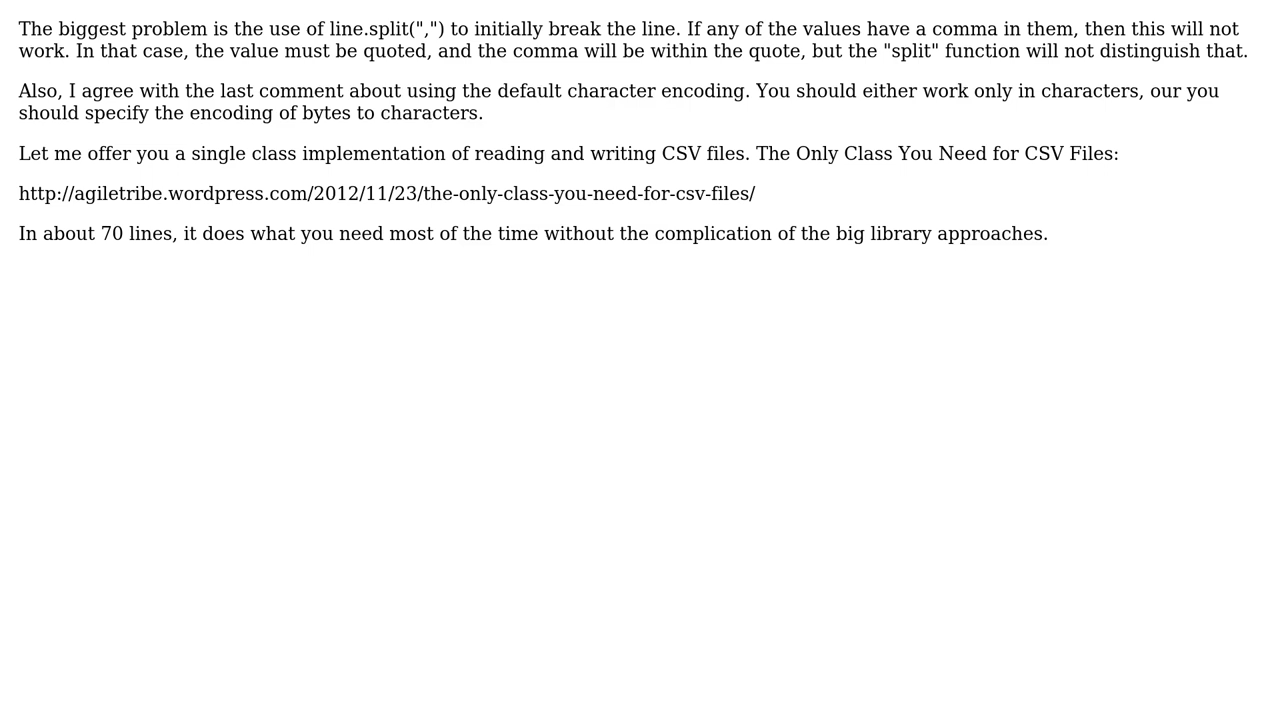 The biggest problem is the use of line.split(",") to initially break the line. If any of the values have a comma in them, then this will not
work. In that case, the value must be quoted, and the comma will be within the quote, but the "split" function will not distinguish that.
Also, I agree with the last comment about using the default character encoding. You should either work only in characters, our you
should specify the encoding of bytes to characters.
Let me offer you a single class implementation of reading and writing CSV files. The Only Class You Need for CSV Files:
http://agiletribe.wordpress.com/2012/11/23/the-only-class-you-need-for-csv-files/
In about 70 lines, it does what you need most of the time without the complication of the big library approaches.